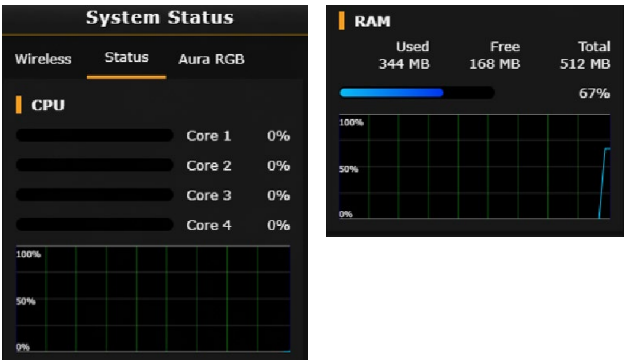 System Status
Wireless Status Aura RGB
CPU
Core 1 0%
Core 2 0%
Core 3 0%
Core 4 0%
100%
50%
0%
RAM
Used Free Total
344 MB 168 MB 512 MB
67%
100%
50%
0%